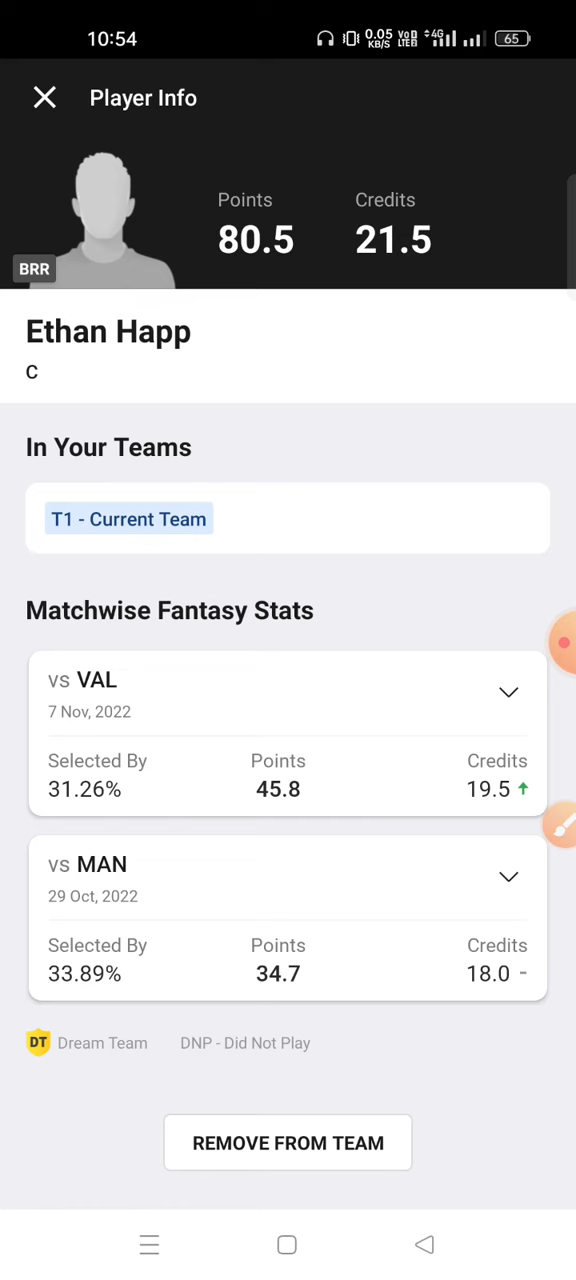 10:54
0.05 KB/S VoD LTE2 4G 65
Player Info
Points
Credits
80.5
21.5
BRR
Ethan Happ
C
In Your Teams
T1 - Current Team
Matchwise Fantasy Stats
vs VAL
7 Nov, 2022
Selected By Points Credits
31.26% 45.8 19.5
vs MAN
29 Oct, 2022
Selected By Points Credits
33.89% 34.7 18.0 -
DT Dream Team DNP - Did Not Play
REMOVE FROM TEAM